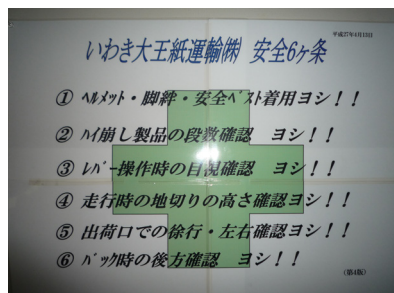 平成27年4月10日
いわき大王紙運輸㈱ 安全6ヶ条
① ﾍﾙﾒｯﾄ・脚絆・安全ﾍﾞｽﾄ着用ヨシ！！
② ﾊｲ崩し製品の段数確認 ヨシ！！
③ ﾚﾊﾞｰ操作時の目視確認 ヨシ！！
④ 走行時の地切りの高さ確認ヨシ！！
⑤ 出荷口での徐行・左右確認ヨシ！！
⑥ ﾊﾞｯｸ時の後方確認 ヨシ！！
(第4版)